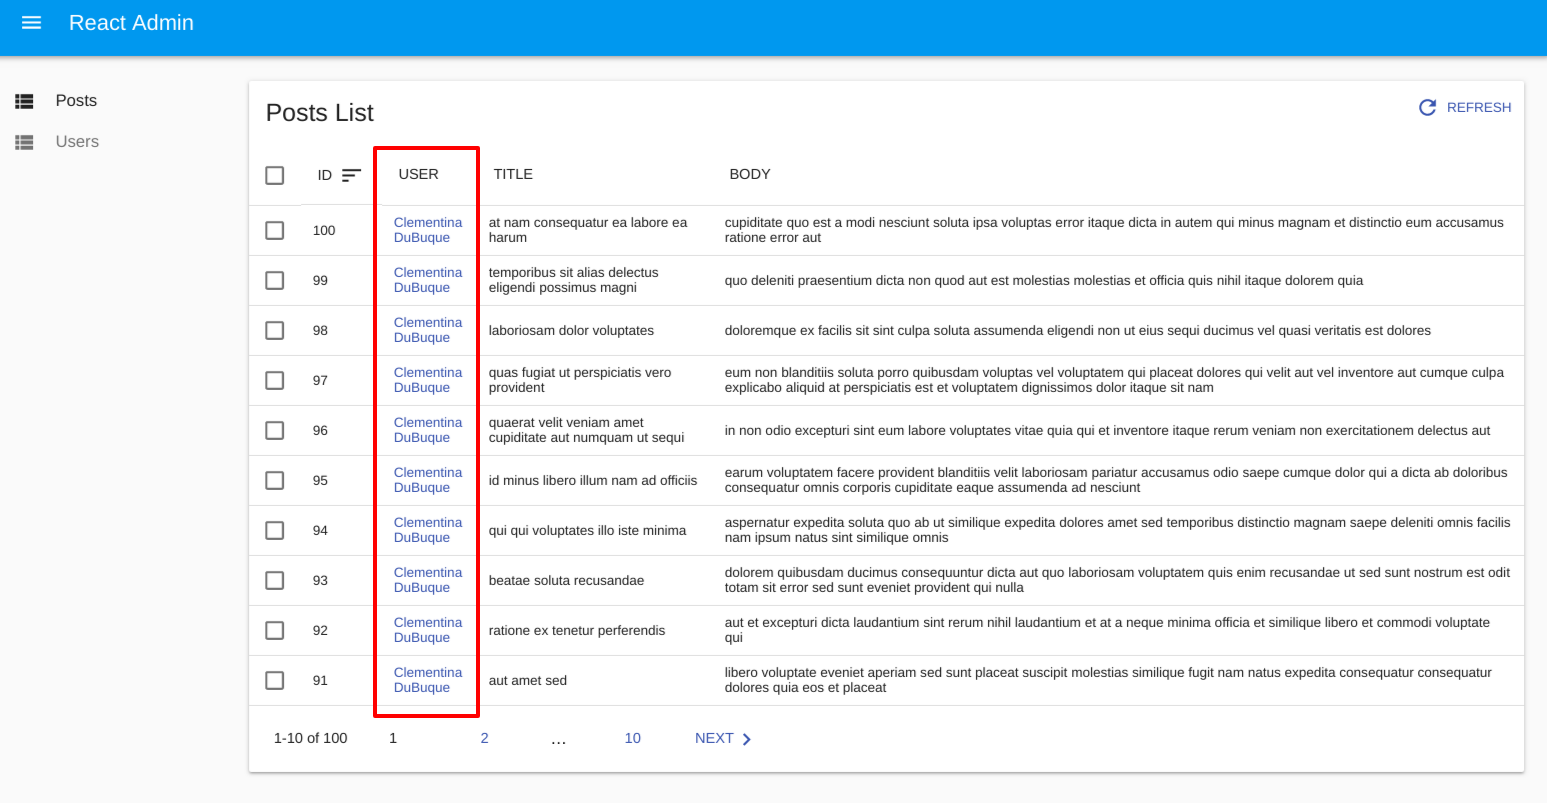 React Admin
Posts
Users
Posts List
REFRESH
ID USER TITLE BODY
100 Clementina DuBuque at nam consequatur ea labore ea harum cupiditate quo est a modi nesciunt soluta ipsa voluptas error itaque dicta in autem qui minus magnam et distinctio eum accusamus ratione error aut
99 Clementina DuBuque temporibus sit alias delectus eligendi possimus magni quo deleniti praesentium dicta non quod aut est molestias molestias et officia quis nihil itaque dolorem quia
98 Clementina DuBuque laboriosam dolor voluptates doloremque ex facilis sit sint culpa soluta assumenda eligendi non ut eius sequi ducimus vel quasi veritatis est dolores
97 Clementina DuBuque quas fugiat ut perspiciatis vero provident eum non blanditiis soluta porro quibusdam voluptas vel voluptatem qui placeat dolores qui velit aut vel inventore aut cumque culpa explicabo aliquid at perspiciatis est et voluptatem dignissimos dolor itaque sit nam
96 Clementina DuBuque quaerat velit veniam amet cupiditate aut numquam ut sequi in non odio excepturi sint eum labore voluptates vitae quia qui et inventore itaque rerum veniam non exercitationem delectus aut
95 Clementina DuBuque id minus libero illum nam ad officiis earum voluptatem facere provident blanditiis velit laboriosam pariatur accusamus odio saepe cumque dolor qui a dicta ab doloribus consequatur omnis corporis cupiditate eaque assumenda ad nesciunt
94 Clementina DuBuque qui qui voluptates illo iste minima aspernatur expedita soluta quo ab ut similique expedita dolores amet sed temporibus distinctio magnam saepe deleniti omnis facilis nam ipsum natus sint similique omnis
93 Clementina DuBuque beatae soluta recusandae dolorem quibusdam ducimus consequuntur dicta aut quo laboriosam voluptatem quis enim recusandae ut sed sunt nostrum est odit totam sit error sed sunt eveniet provident qui nulla
92 Clementina DuBuque ratione ex tenetur perferendis aut et excepturi dicta laudantium sint rerum nihil laudantium et at a neque minima officia et similique libero et commodi voluptate qui
91 Clementina DuBuque aut amet sed libero voluptate eveniet aperiam sed sunt placeat suscipit molestias similique fugit nam natus expedita consequatur consequatur dolores quia eos et placeat
1-10 of 100 1 2 ... 10 NEXT